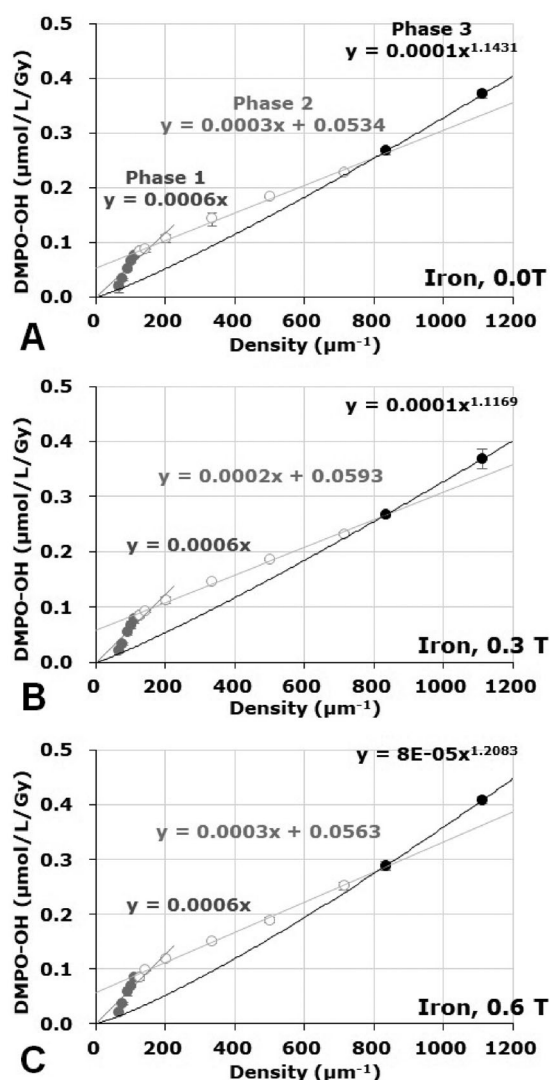 0.5
Phase 3
y = 0.0001x^1.1431
0.4
Phase 2
y = 0.0003x + 0.0534
0.3
Phase 1
y = 0.0006x
0.2
0.1
0.0
DMPO-OH (μmol/L/Gy)
Iron, 0.0T
0 200 400 600 800 1000 1200
Density (μm⁻¹)
A
0.5
y = 0.0001x^1.1169
0.4
y = 0.0002x + 0.0593
0.3
y = 0.0006x
0.2
0.1
0.0
DMPO-OH (μmol/L/Gy)
Iron, 0.3 T
0 200 400 600 800 1000 1200
Density (μm⁻¹)
B
0.5
y = 8E-05x^1.2083
0.4
y = 0.0003x + 0.0563
0.3
y = 0.0006x
0.2
0.1
0.0
DMPO-OH (μmol/L/Gy)
Iron, 0.6 T
0 200 400 600 800 1000 1200
Density (μm⁻¹)
C